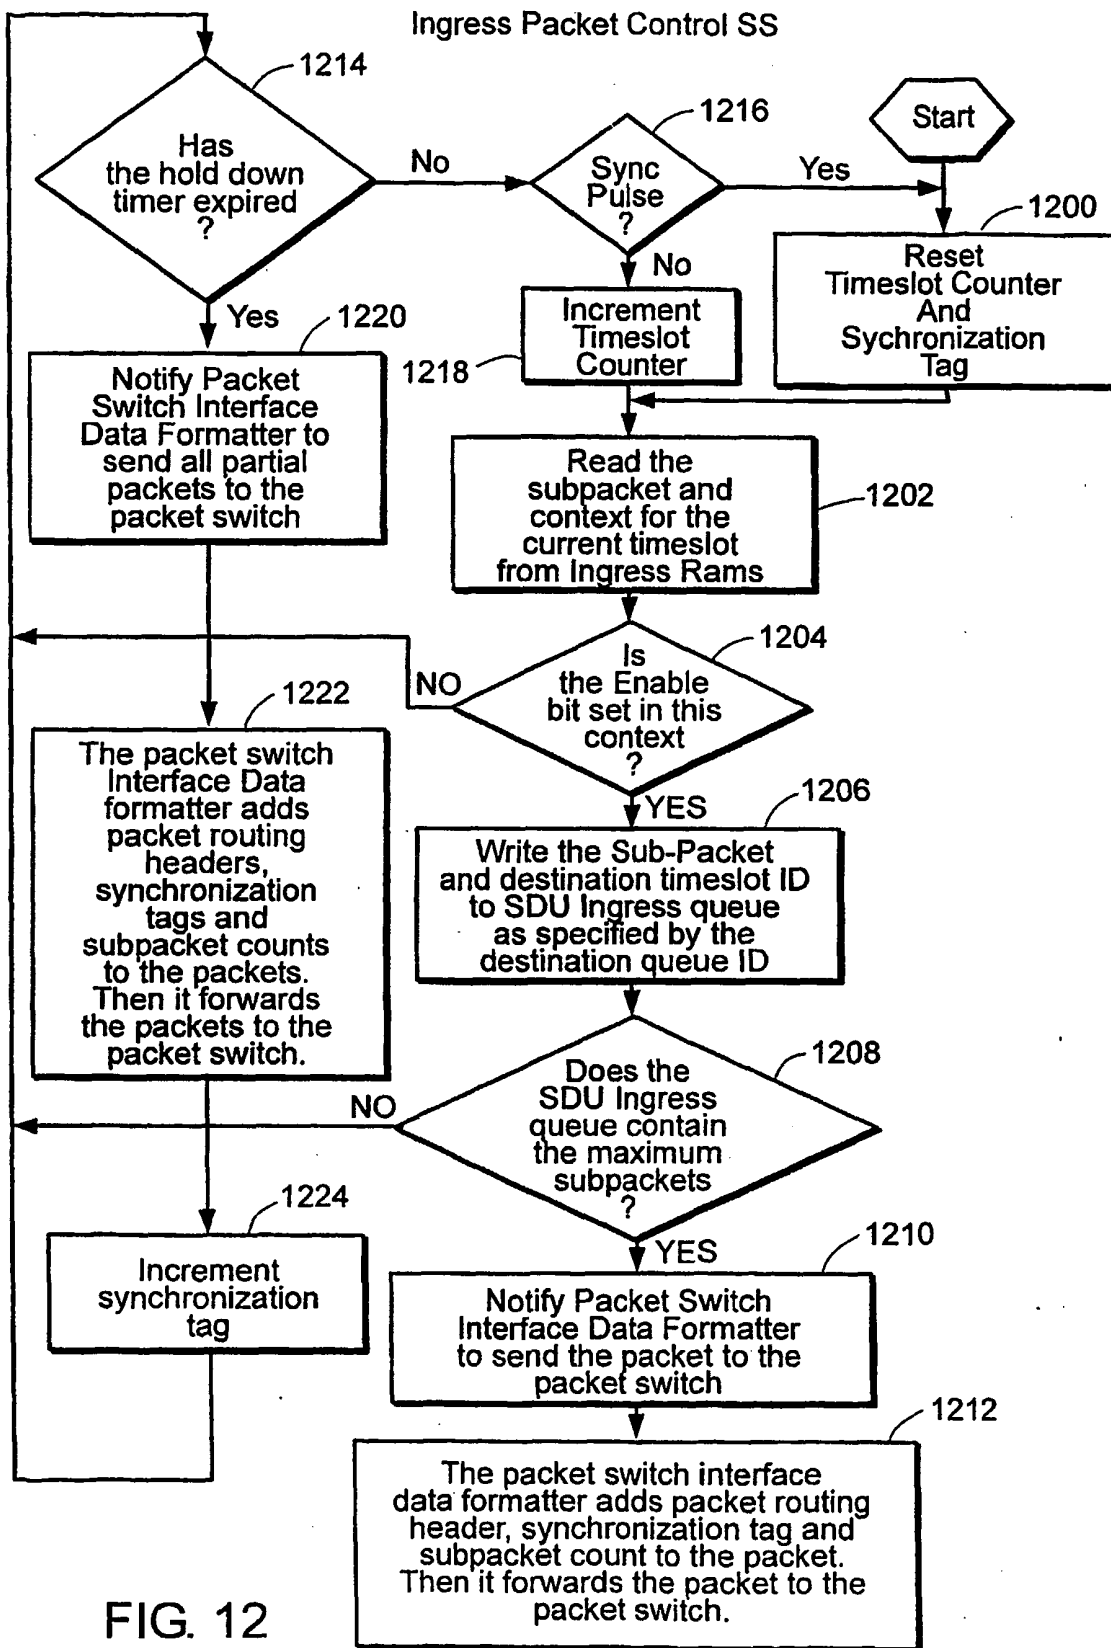 Ingress Packet Control SS
1214
Has
the hold down
timer expired
?
No
Yes
1216
Sync
Pulse
?
Yes
No
Start
1200
Reset
Timeslot Counter
And
Sychronization
Tag
1218
Increment
Timeslot
Counter
1220
Notify Packet
Switch Interface
Data Formatter to
send all partial
packets to the
packet switch
1202
Read the
subpacket and
context for the
current timeslot
from Ingress Rams
1204
Is
the Enable
bit set in this
context
?
NO
YES
1222
The packet switch
Interface Data
formatter adds
packet routing
headers,
synchronization
tags and
subpacket counts
to the packets.
Then it forwards
the packets to the
packet switch.
1206
Write the Sub-Packet
and destination timeslot ID
to SDU Ingress queue
as specified by the
destination queue ID
1208
Does the
SDU Ingress
queue contain
the maximum
subpackets
?
NO
YES
1224
Increment
synchronization
tag
1210
Notify Packet Switch
Interface Data Formatter
to send the packet to the
packet switch
1212
The packet switch interface
data formatter adds packet routing
header, synchronization tag and
subpacket count to the packet.
Then it forwards the packet to the
packet switch.
FIG. 12